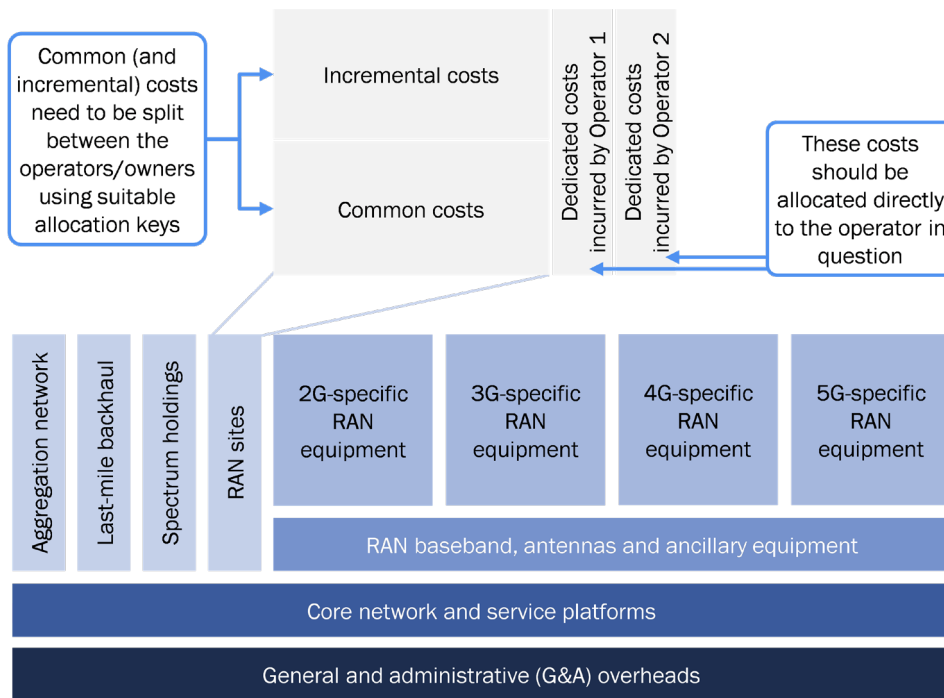 Common (and
incremental) costs
need to be split
between the
operators/owners
using suitable
allocation keys
Incremental costs
Common costs
Dedicated costs
incurred by Operator 1
Dedicated costs
incurred by Operator 2
These costs
should be
allocated directly
to the operator in
question
Aggregation network
Last-mile backhaul
Spectrum holdings
RAN sites
2G-specific
RAN
equipment
3G-specific
RAN
equipment
4G-specific
RAN
equipment
5G-specific
RAN
equipment
RAN baseband, antennas and ancillary equipment
Core network and service platforms
General and administrative (G&A) overheads